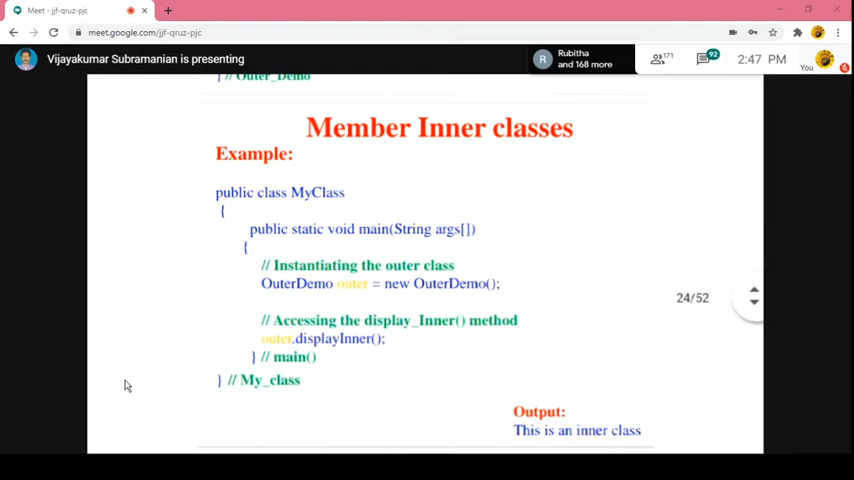 Meet - jjf-qruz-pjc
meet.google.com/jjf-qruz-pjc
Vijayakumar Subramanian is presenting
R
Rubitha
and 168 more
171
92
2:47 PM
You
} // Outer_Demo
Member Inner classes
Example:
public class MyClass
{
public static void main(String args[])
{
// Instantiating the outer class
OuterDemo outer = new OuterDemo();
// Accessing the display_Inner() method
outer.displayInner();
} // main()
} // My_class
24/52
Output:
This is an inner class